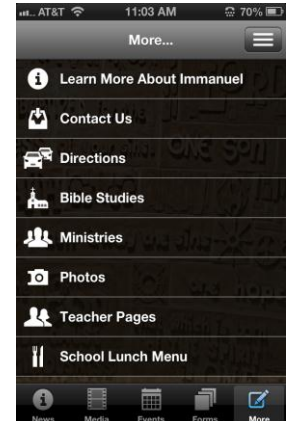 AT&T 11:03 AM 70%
More...
Learn More About Immanuel
Contact Us
Directions
Bible Studies
Ministries
Photos
Teacher Pages
School Lunch Menu
News Media Events Forms More